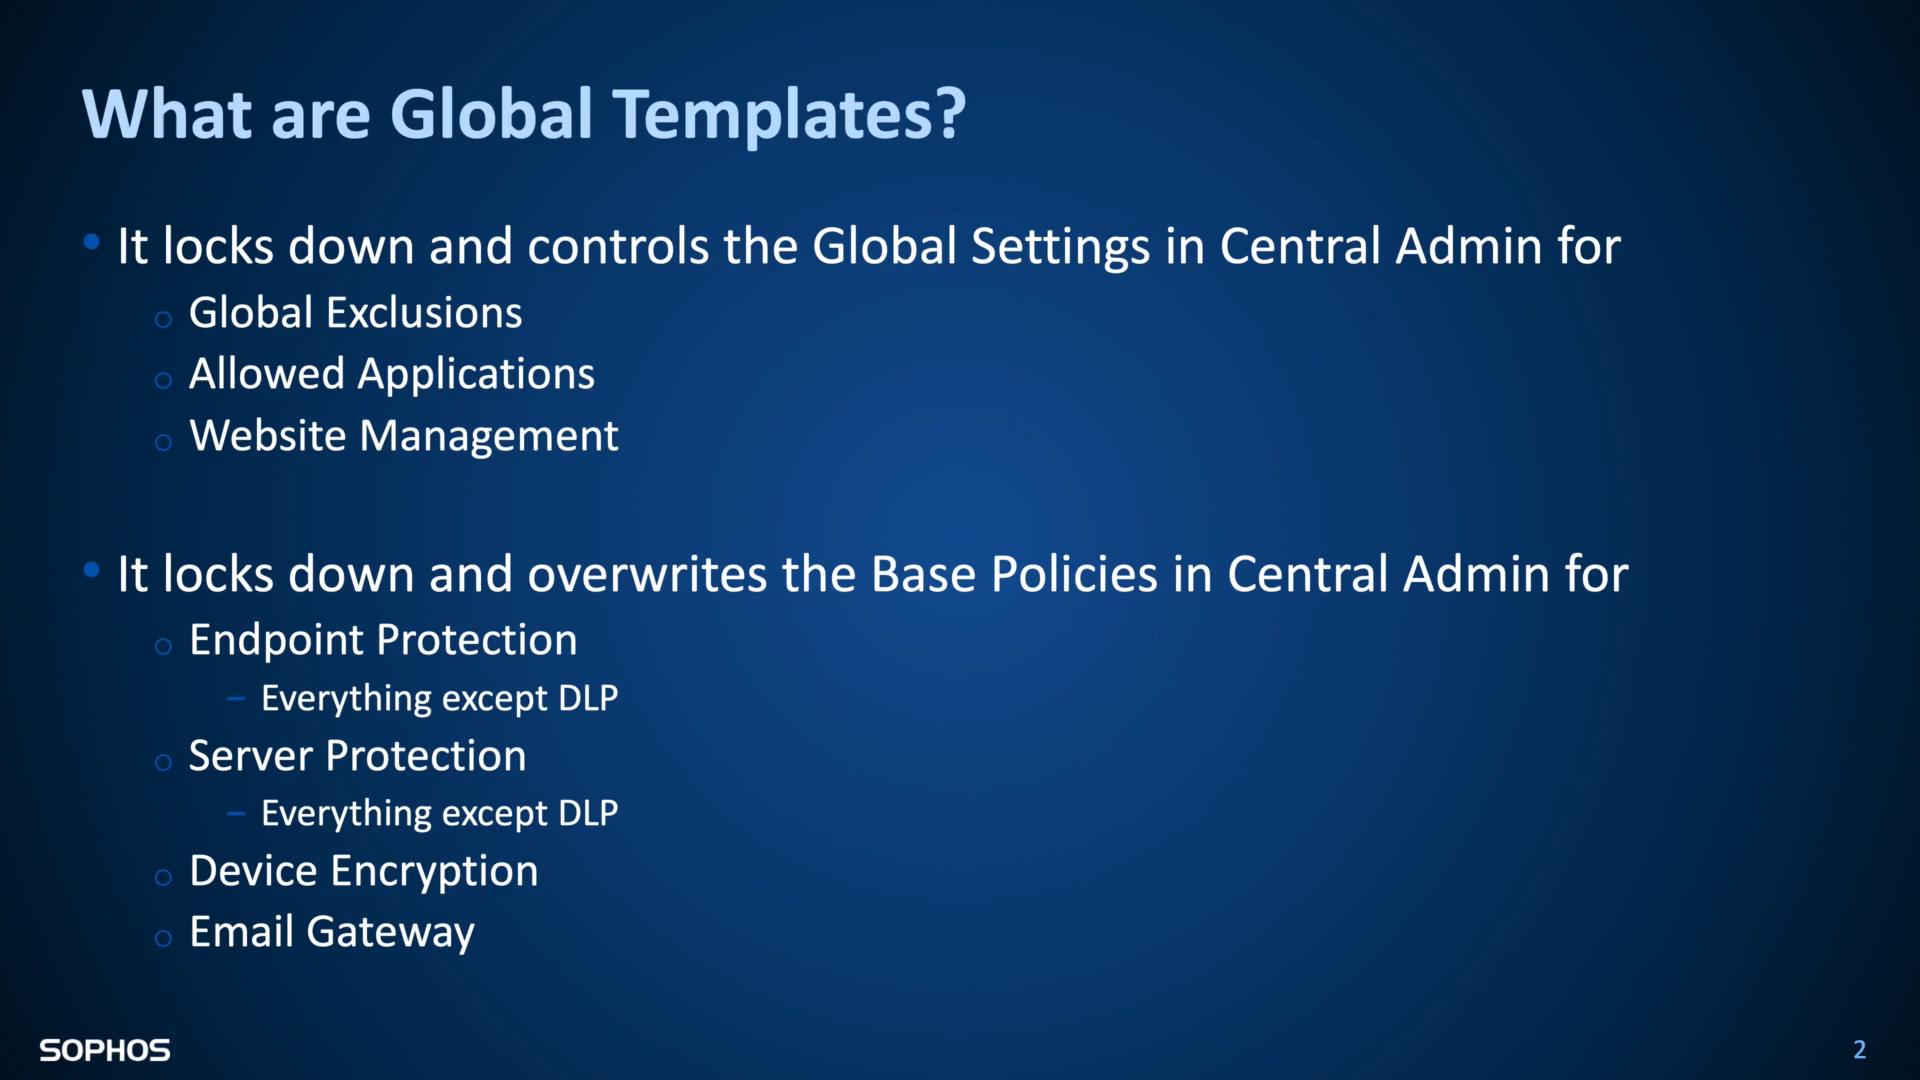 What are Global Templates?
• It locks down and controls the Global Settings in Central Admin for
o Global Exclusions
o Allowed Applications
o Website Management
• It locks down and overwrites the Base Policies in Central Admin for
o Endpoint Protection
– Everything except DLP
o Server Protection
– Everything except DLP
o Device Encryption
o Email Gateway
SOPHOS
2